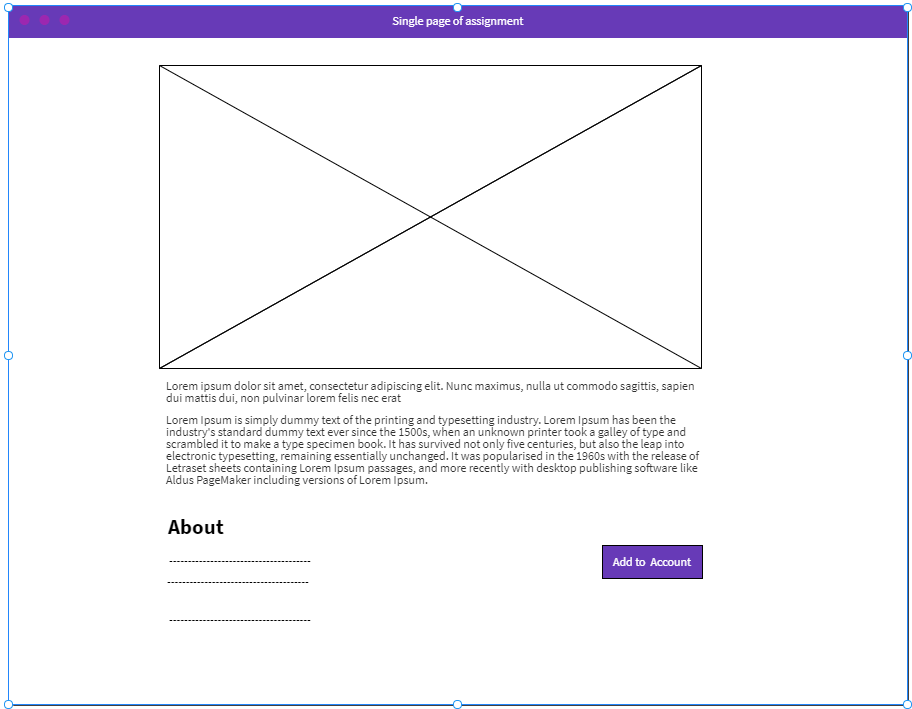 Single page of assignment
Lorem ipsum dolor sit amet, consectetur adipiscing elit. Nunc maximus, nulla ut commodo sagittis, sapien
dui mattis dui, non pulvinar lorem felis nec erat
Lorem Ipsum is simply dummy text of the printing and typesetting industry. Lorem Ipsum has been the
industry's standard dummy text ever since the 1500s, when an unknown printer took a galley of type and
scrambled it to make a type specimen book. It has survived not only five centuries, but also the leap into
electronic typesetting, remaining essentially unchanged. It was popularised in the 1960s with the release of
Letraset sheets containing Lorem Ipsum passages, and more recently with desktop publishing software like
Aldus PageMaker including versions of Lorem Ipsum.
About
Add to Account